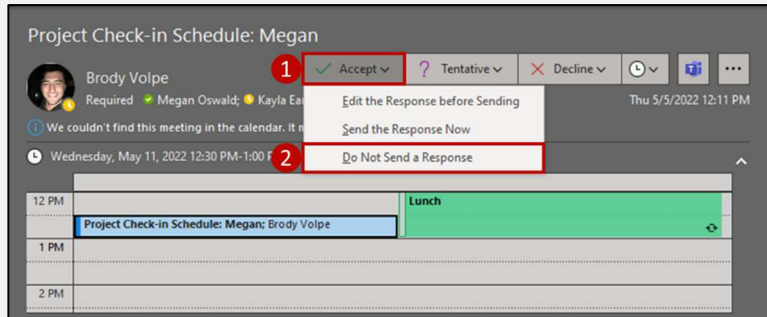 Project Check-in Schedule: Megan
1 Accept ? Tentative Decline
Brody Volpe
Required Megan Oswald; Kayla Ear
Thu 5/5/2022 12:11 PM
Edit the Response before Sending
We couldn't find this meeting in the calendar. It
Send the Response Now
Wednesday, May 11, 2022 12:30 PM-1:00
2 Do Not Send a Response
12 PM Lunch
Project Check-in Schedule: Megan; Brody Volpe
1 PM
2 PM